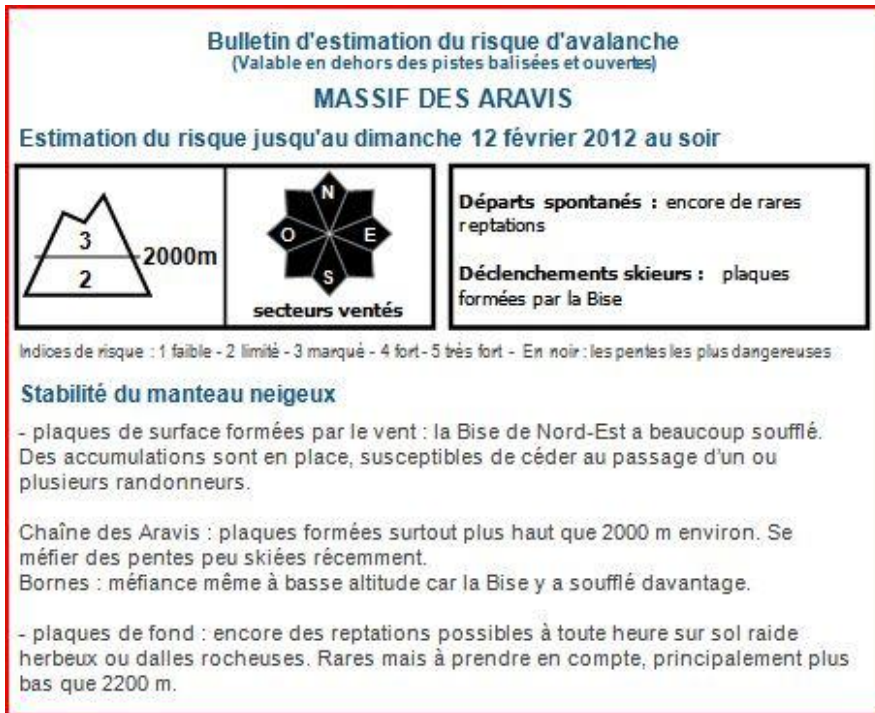 Bulletin d'estimation du risque d'avalanche
(Valable en dehors des pistes balisées et ouvertes)
MASSIF DES ARAVIS
Estimation du risque jusqu'au dimanche 12 février 2012 au soir
3
2
2000m
N
O
E
S
secteurs ventés
Départs spontanés : encore de rares
reptations
Déclenchements skieurs : plaques
formées par la Bise
Indices de risque : 1 faible - 2 limité - 3 marqué - 4 fort - 5 très fort - En noir : les pentes les plus dangereuses
Stabilité du manteau neigeux
- plaques de surface formées par le vent : la Bise de Nord-Est a beaucoup soufflé.
Des accumulations sont en place, susceptibles de céder au passage d'un ou
plusieurs randonneurs.
Chaîne des Aravis : plaques formées surtout plus haut que 2000 m environ. Se
méfier des pentes peu skiées récemment.
Bornes : méfiance même à basse altitude car la Bise y a soufflé davantage.
- plaques de fond : encore des reptations possibles à toute heure sur sol raide
herbeux ou dalles rocheuses. Rares mais à prendre en compte, principalement plus
bas que 2200 m.